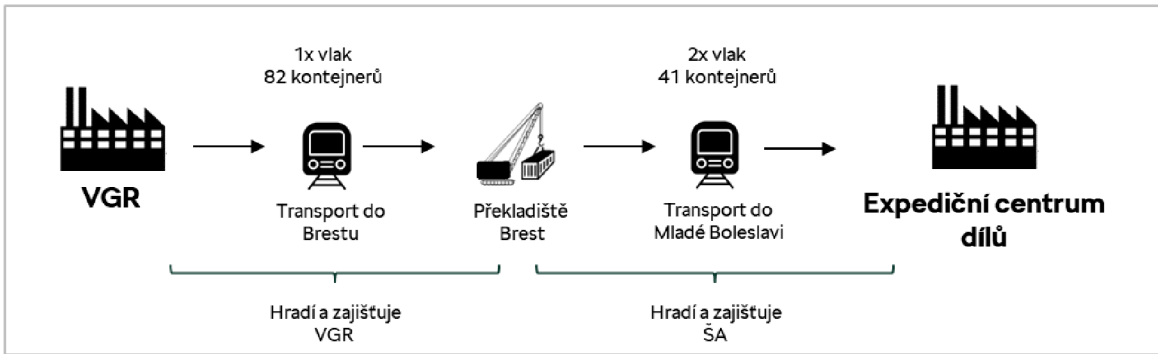 1x vlak
82 kontejnerů
2x vlak
41 kontejnerů
VGR
Transport do
Brestu
Překladiště
Brest
Transport do
Mladé Boleslavi
Expediční centrum
dílů
Hradí a zajišťuje
VGR
Hradí a zajišťuje
ŠA